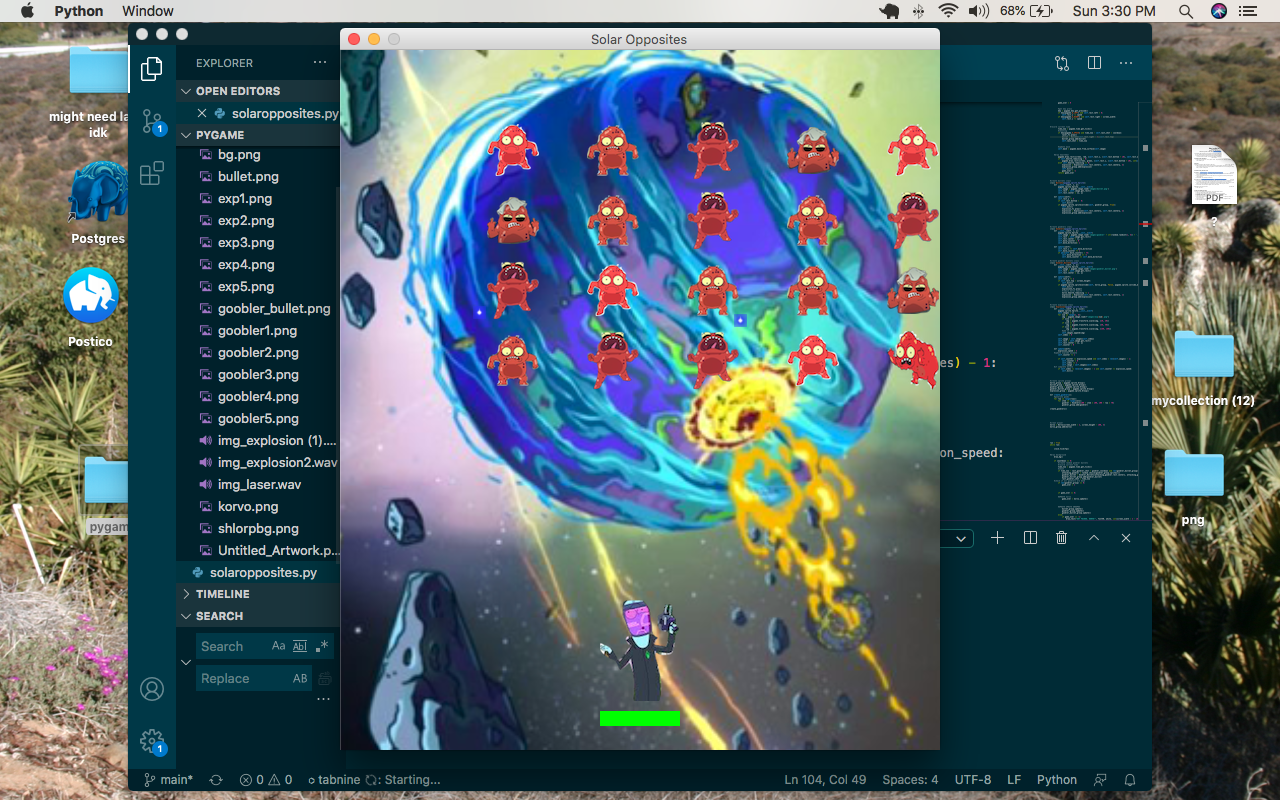 Python Window
68% Sun 3:30 PM
Solar Opposites
EXPLORER
OPEN EDITORS
solaropposites.py
PYGAME
bg.png
bullet.png
exp1.png
exp2.png
exp3.png
exp4.png
exp5.png
goobler_bullet.png
goobler1.png
goobler2.png
goobler3.png
goobler4.png
goobler5.png
img_explosion (1)....
img_explosion2.wav
img_laser.wav
korvo.png
shlorpbg.png
Untitled_Artwork.p...
solaropposites.py
TIMELINE
SEARCH
Search Aa Abl .*
Replace AB
...
1
1
main* 0 0 tabnine Starting...
Ln 104, Col 49 Spaces: 4 UTF-8 LF Python
es) - 1:
on_speed:
might need la
idk
Postgres
Postico
pygam
PDF
?
mycollection (12)
png